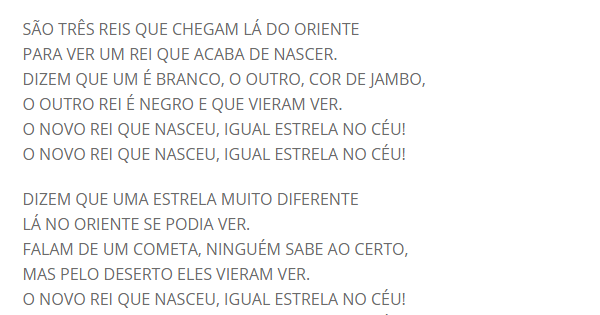 SÃO TRÊS REIS QUE CHEGAM LÁ DO ORIENTE
PARA VER UM REI QUE ACABA DE NASCER.
DIZEM QUE UM É BRANCO, O OUTRO, COR DE JAMBO,
O OUTRO REI É NEGRO E QUE VIERAM VER.
O NOVO REI QUE NASCEU, IGUAL ESTRELA NO CÉU!
O NOVO REI QUE NASCEU, IGUAL ESTRELA NO CÉU!
DIZEM QUE UMA ESTRELA MUITO DIFERENTE
LÁ NO ORIENTE SE PODIA VER.
FALAM DE UM COMETA, NINGUÉM SABE AO CERTO,
MAS PELO DESERTO ELES VIERAM VER.
O NOVO REI QUE NASCEU, IGUAL ESTRELA NO CÉU!